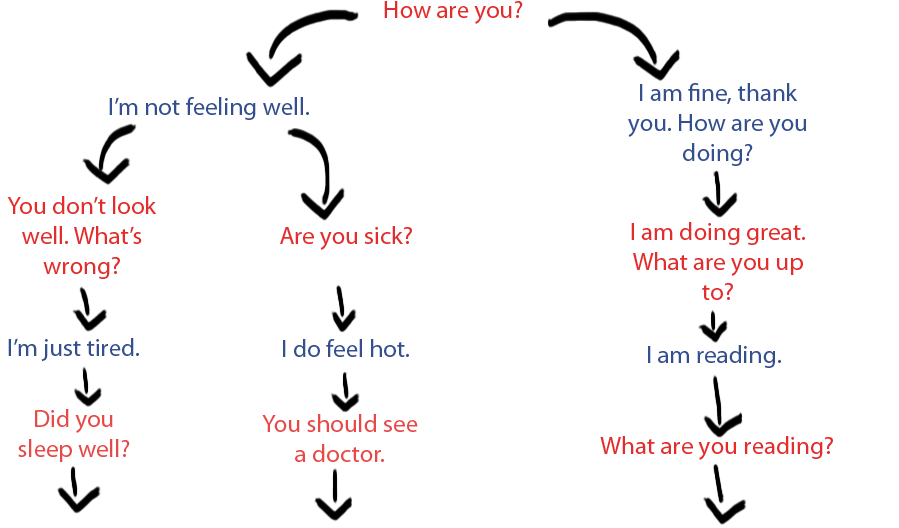 How are you?
I'm not feeling well.
I am fine, thank
you. How are you
doing?
You don't look
well. What's
wrong?
Are you sick?
I am doing great.
What are you up
to?
I'm just tired.
I do feel hot.
I am reading.
Did you
sleep well?
You should see
a doctor.
What are you reading?